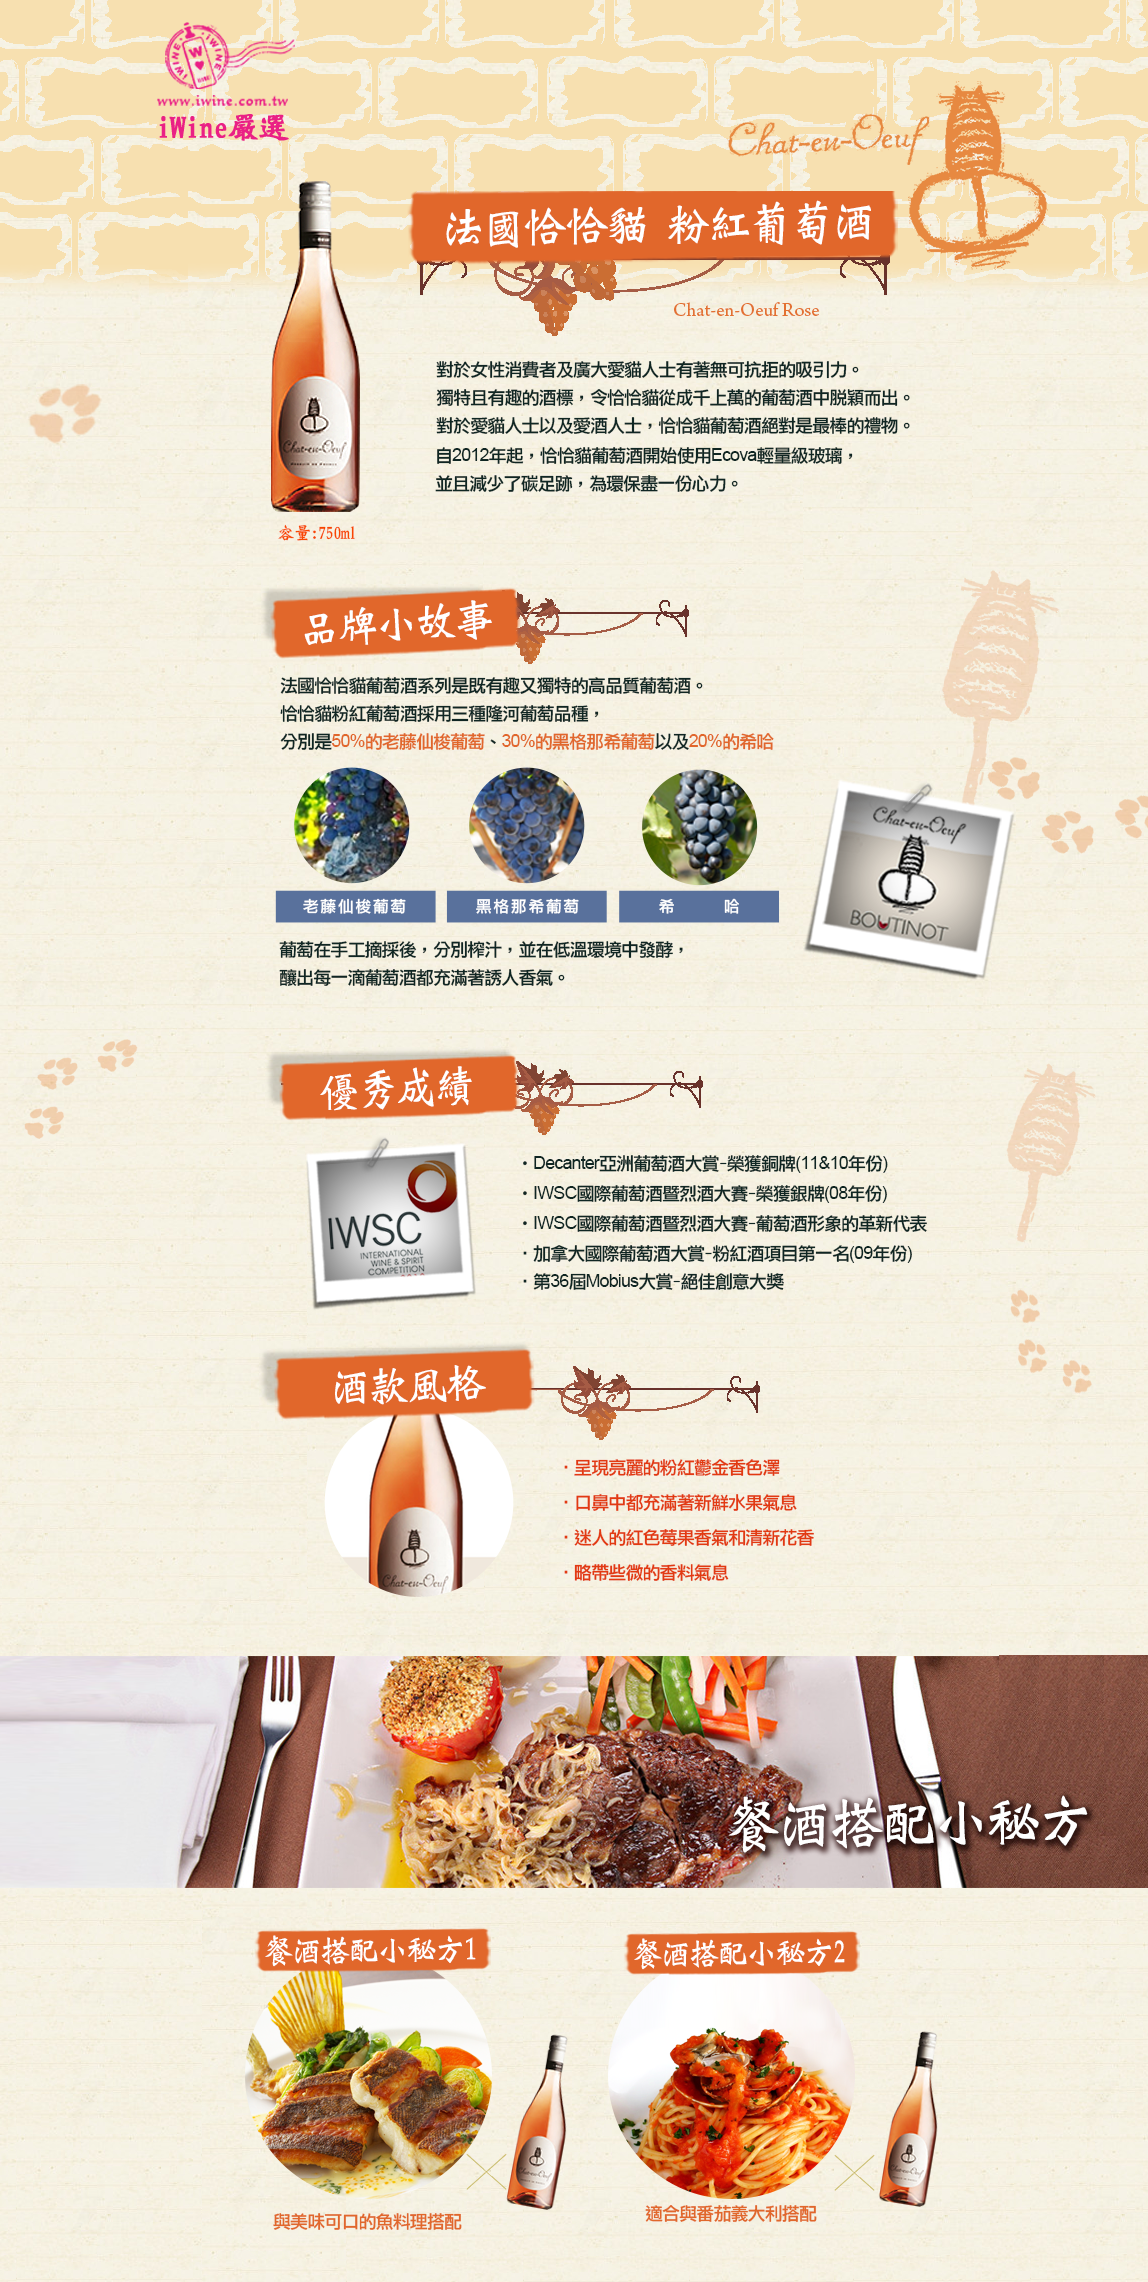 IWINE · IWINE
W
www.iwine.com.tw
iWine嚴選
Chat-en-Oeuf
法國恰恰貓 粉紅葡萄酒
Chat-en-Oeuf Rose
對於女性消費者及廣大愛貓人士有著無可抗拒的吸引力。
獨特且有趣的酒標，令恰恰貓從成千上萬的葡萄酒中脫穎而出。
對於愛貓人士以及愛酒人士，恰恰貓葡萄酒絕對是最棒的禮物。
自2012年起，恰恰貓葡萄酒開始使用Ecova輕量級玻璃，
並且減少了碳足跡，為環保盡一份心力。
Chat-en-Oeuf
PRODUIT DE FRANCE
容量:750ml
品牌小故事
法國恰恰貓葡萄酒系列是既有趣又獨特的高品質葡萄酒。
恰恰貓粉紅葡萄酒採用三種隆河葡萄品種，
分別是50%的老藤仙梭葡萄、30%的黑格那希葡萄以及20%的希哈
老藤仙梭葡萄
黑格那希葡萄
希 哈
Chat-en-Oeuf
BOUTINOT
葡萄在手工摘採後，分別榨汁，並在低溫環境中發酵，
釀出每一滴葡萄酒都充滿著誘人香氣。
優秀成績
IWSC
INTERNATIONAL
WINE & SPIRIT
COMPETITION
·Decanter亞洲葡萄酒大賞-榮獲銅牌(11&10年份)
·IWSC國際葡萄酒暨烈酒大賽-榮獲銀牌(08年份)
·IWSC國際葡萄酒暨烈酒大賽-葡萄酒形象的革新代表
·加拿大國際葡萄酒大賞-粉紅酒項目第一名(09年份)
·第36屆Mobius大賞-絕佳創意大獎
酒款風格
Chat-en-Oeuf
·呈現亮麗的粉紅鬱金香色澤
·口鼻中都充滿著新鮮水果氣息
·迷人的紅色莓果香氣和清新花香
·略帶些微的香料氣息
餐酒搭配小秘方
餐酒搭配小秘方1
餐酒搭配小秘方2
Chat-en-Oeuf
Chat-en-Oeuf
與美味可口的魚料理搭配
適合與番茄義大利搭配